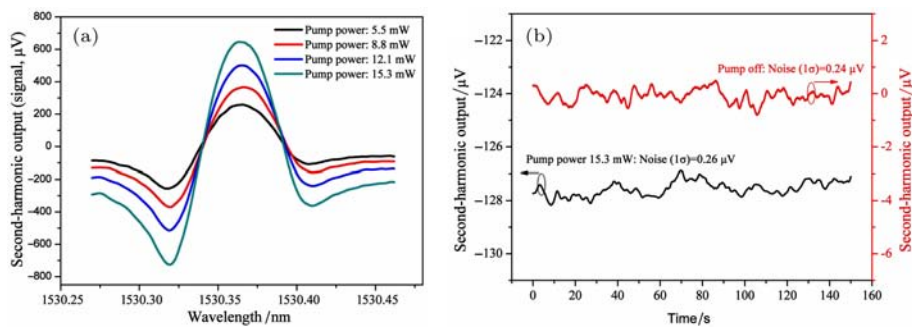 (a)
Pump power: 5.5 mW
Pump power: 8.8 mW
Pump power: 12.1 mW
Pump power: 15.3 mW
Second-harmonic output (signal, μV)
800
600
400
200
0
-200
-400
-600
-800
1530.25
1530.30
1530.35
1530.40
1530.45
Wavelength/nm
(b)
Pump off: Noise (1σ)=0.24 μV
Pump power 15.3 mW: Noise (1σ)=0.26 μV
Second-harmonic output/μV
-122
-124
-126
-128
-130
0
20
40
60
80
100
120
140
160
Time/s
2
0
-2
-4
-6
Second-harmonic output/μV